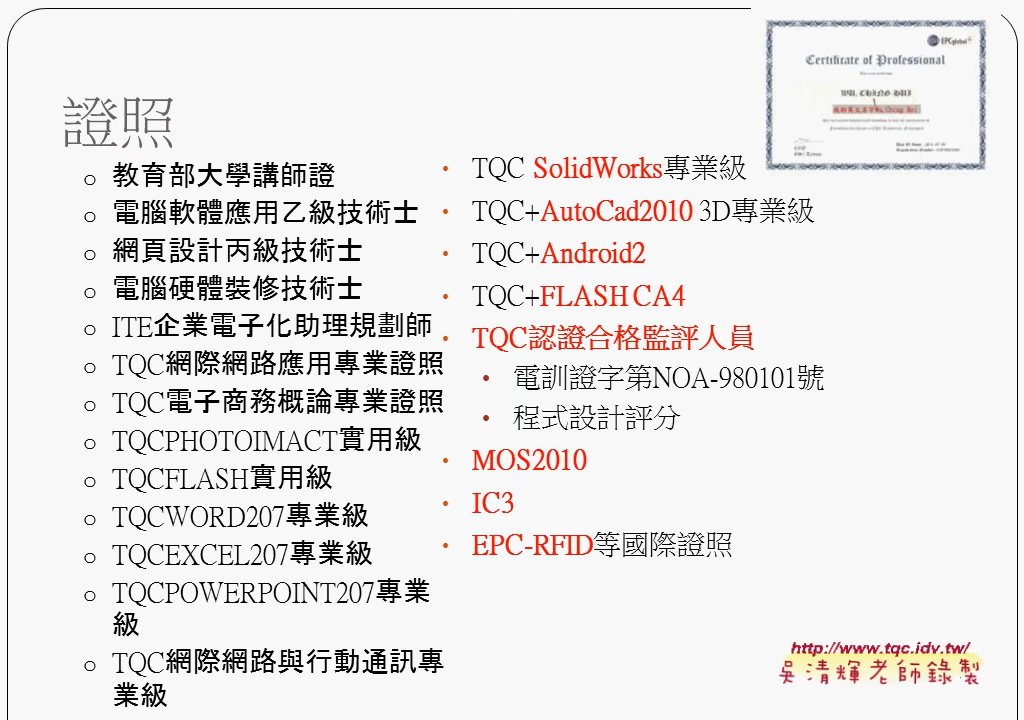 證照
教育部大學講師證
電腦軟體應用乙級技術士
網頁設計丙級技術士
電腦硬體裝修技術士
ITE企業電子化助理規劃師
TQC網際網路應用專業證照
TQC電子商務概論專業證照
TQCPHOTOIMACT實用級
TQCFLASH實用級
TQCWORD207專業級
TQCEXCEL207專業級
TQCPOWERPOINT207專業
級
TQC網際網路與行動通訊專
業級
TQC SolidWorks專業級
TQC+AutoCad2010 3D專業級
TQC+Android2
TQC+FLASH CA4
TQC認證合格監評人員
電訓證字第NOA-980101號
程式設計評分
MOS2010
IC3
EPC-RFID等國際證照
EPCglobal
Certificate of Professional
WU, CHING-HUI
http://www.tqc.idv.tw/
吳清輝老師錄製